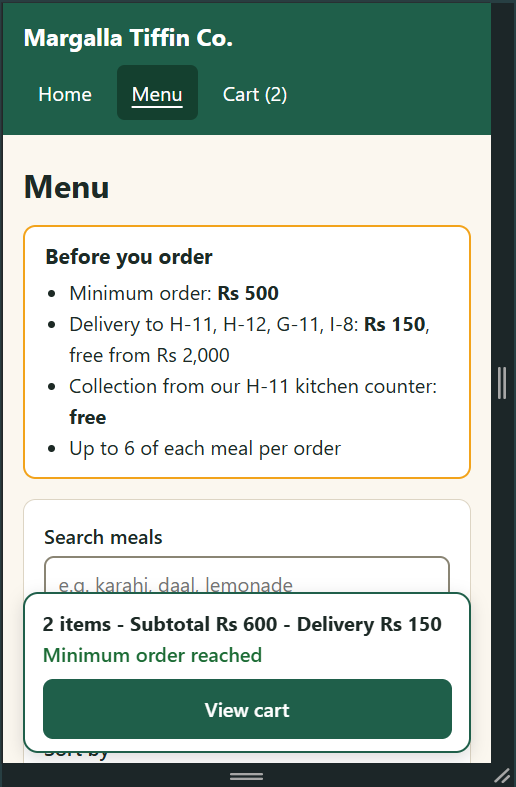 Margalla Tiffin Co.
Home Menu Cart (2)
Menu
Before you order
Minimum order: Rs 500
Delivery to H-11, H-12, G-11, I-8: Rs 150,
free from Rs 2,000
Collection from our H-11 kitchen counter:
free
Up to 6 of each meal per order
Search meals
e.g. karahi, daal, lemonade
2 items - Subtotal Rs 600 - Delivery Rs 150
Minimum order reached
View cart
Sort by